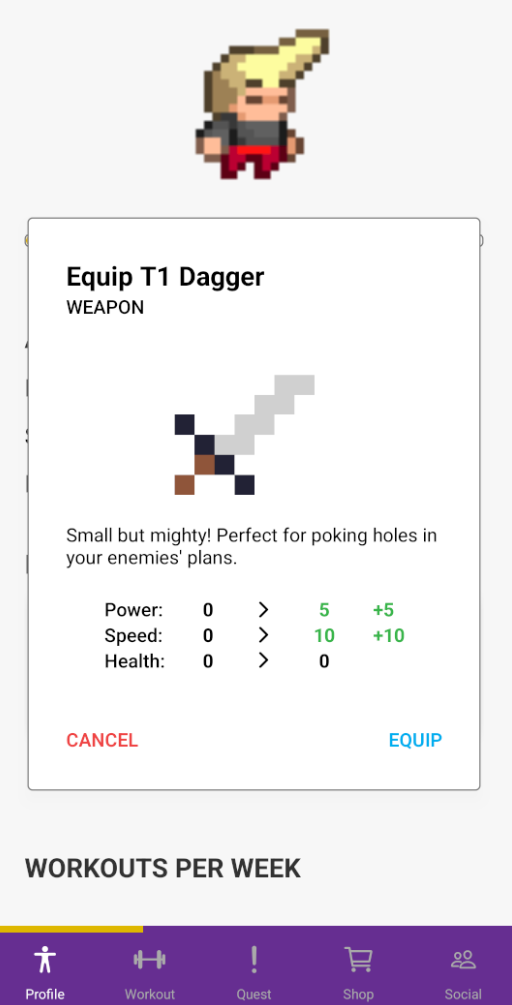 Equip T1 Dagger
WEAPON
Small but mighty! Perfect for poking holes in
your enemies' plans.
Power: 0 > 5 +5
Speed: 0 > 10 +10
Health: 0 > 0
CANCEL EQUIP
WORKOUTS PER WEEK
Profile Workout Quest Shop Social